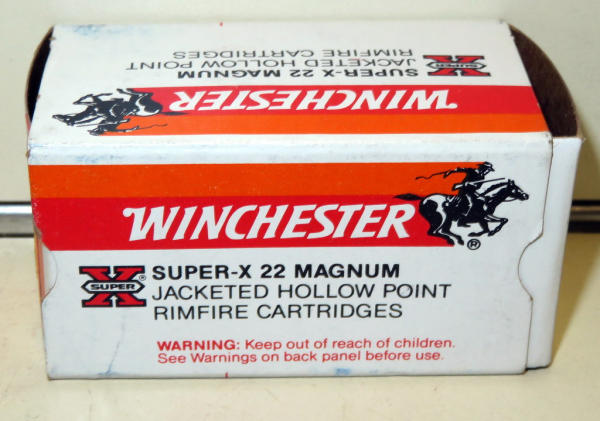 SUPER-X 22 MAGNUM
JACKETED HOLLOW POINT
RIMFIRE CARTRIDGES
X
SUPER
WINCHESTER
WINCHESTER
®
X ®
SUPER
SUPER-X 22 MAGNUM
JACKETED HOLLOW POINT
RIMFIRE CARTRIDGES
WARNING: Keep out of reach of children.
See Warnings on back panel before use.